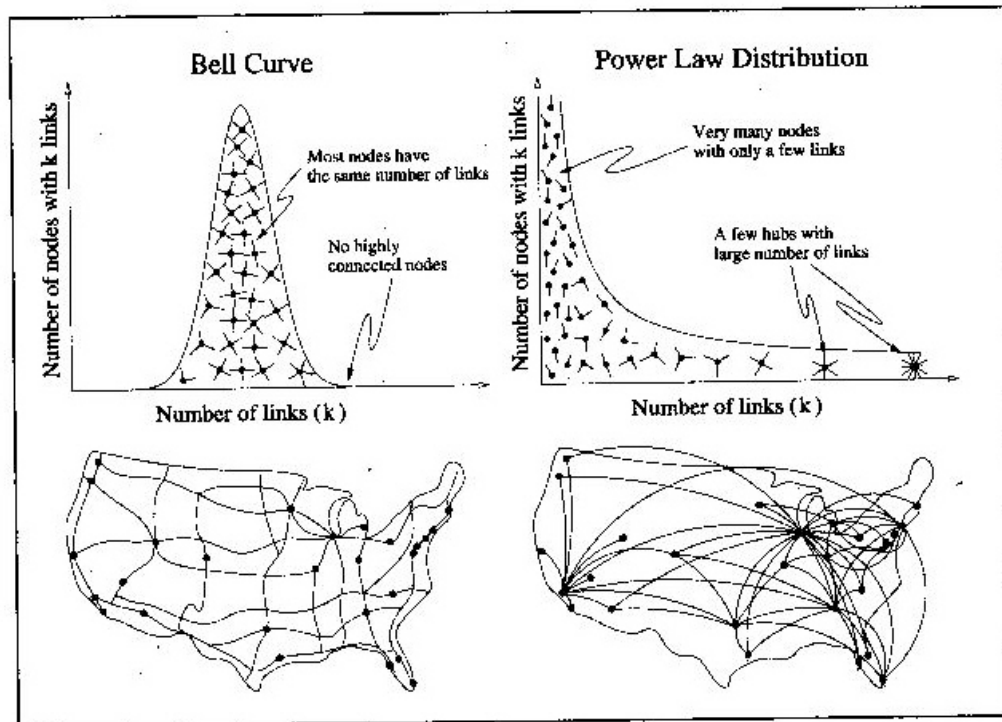 Bell Curve
Number of nodes with k links
Most nodes have
the same number of links
No highly
connected nodes
Number of links (k)
Power Law Distribution
Number of nodes with k links
Very many nodes
with only a few links
A few hubs with
large number of links
Number of links (k)